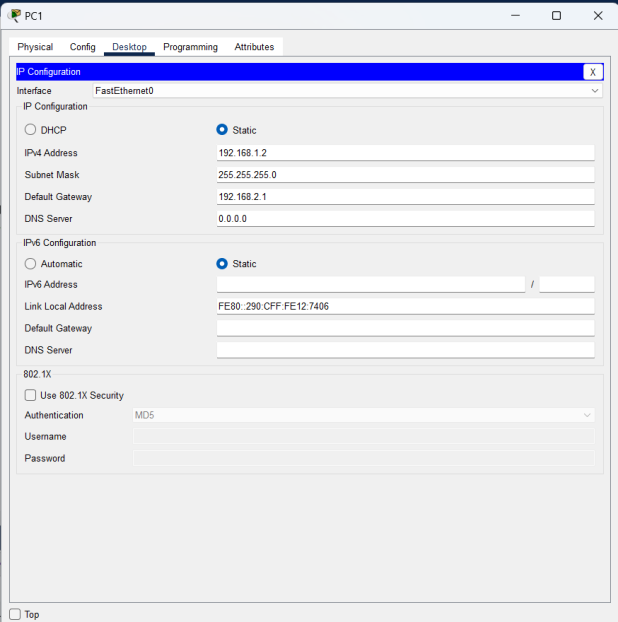 PC1
Physical Config Desktop Programming Attributes
IP Configuration X
Interface FastEthernet0
IP Configuration
DHCP Static
IPv4 Address 192.168.1.2
Subnet Mask 255.255.255.0
Default Gateway 192.168.2.1
DNS Server 0.0.0.0
IPv6 Configuration
Automatic Static
IPv6 Address /
Link Local Address FE80::290:CFF:FE12:7406
Default Gateway
DNS Server
802.1X
Use 802.1X Security
Authentication MD5
Username
Password
Top